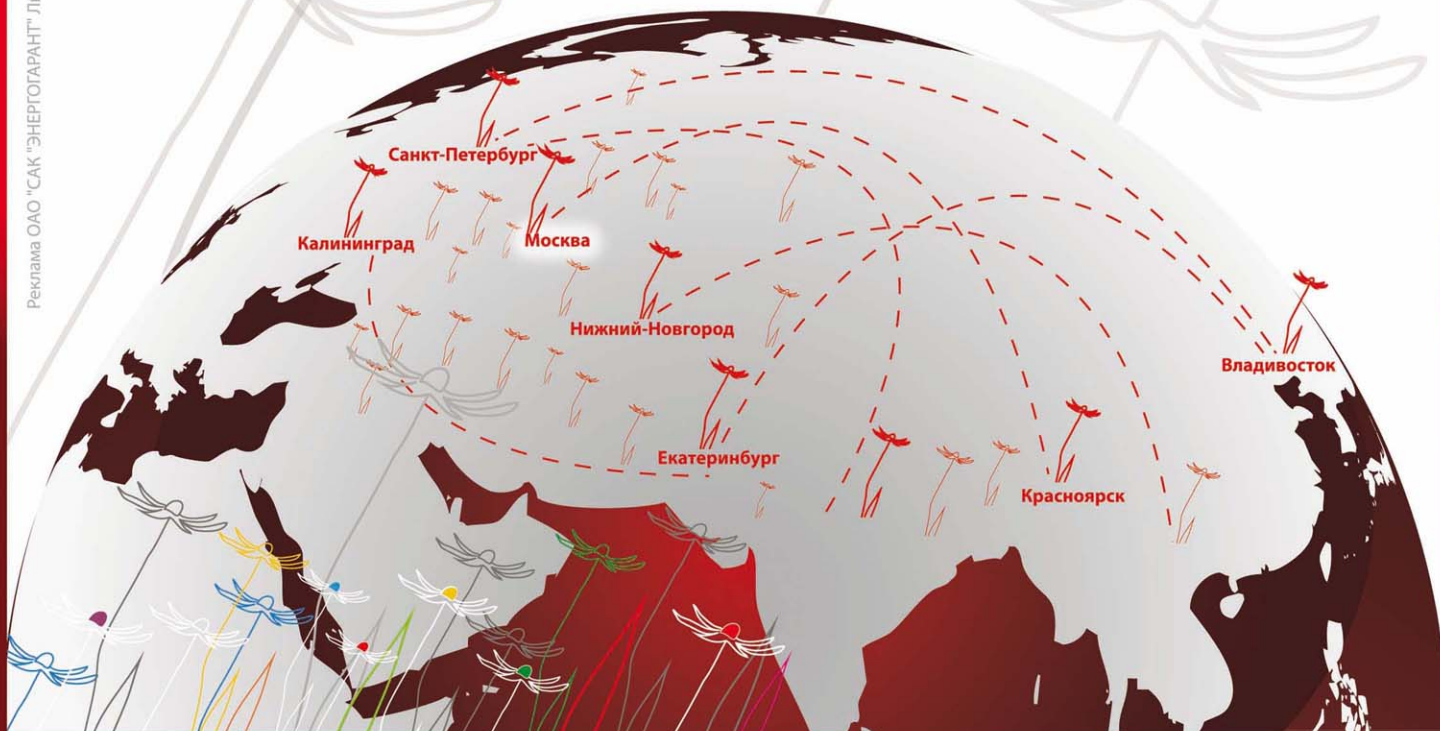 Реклама ОАО "САК "ЭНЕРГОГАРАНТ"
Санкт-Петербург
Калининград
Москва
Нижний-Новгород
Владивосток
Екатеринбург
Красноярск